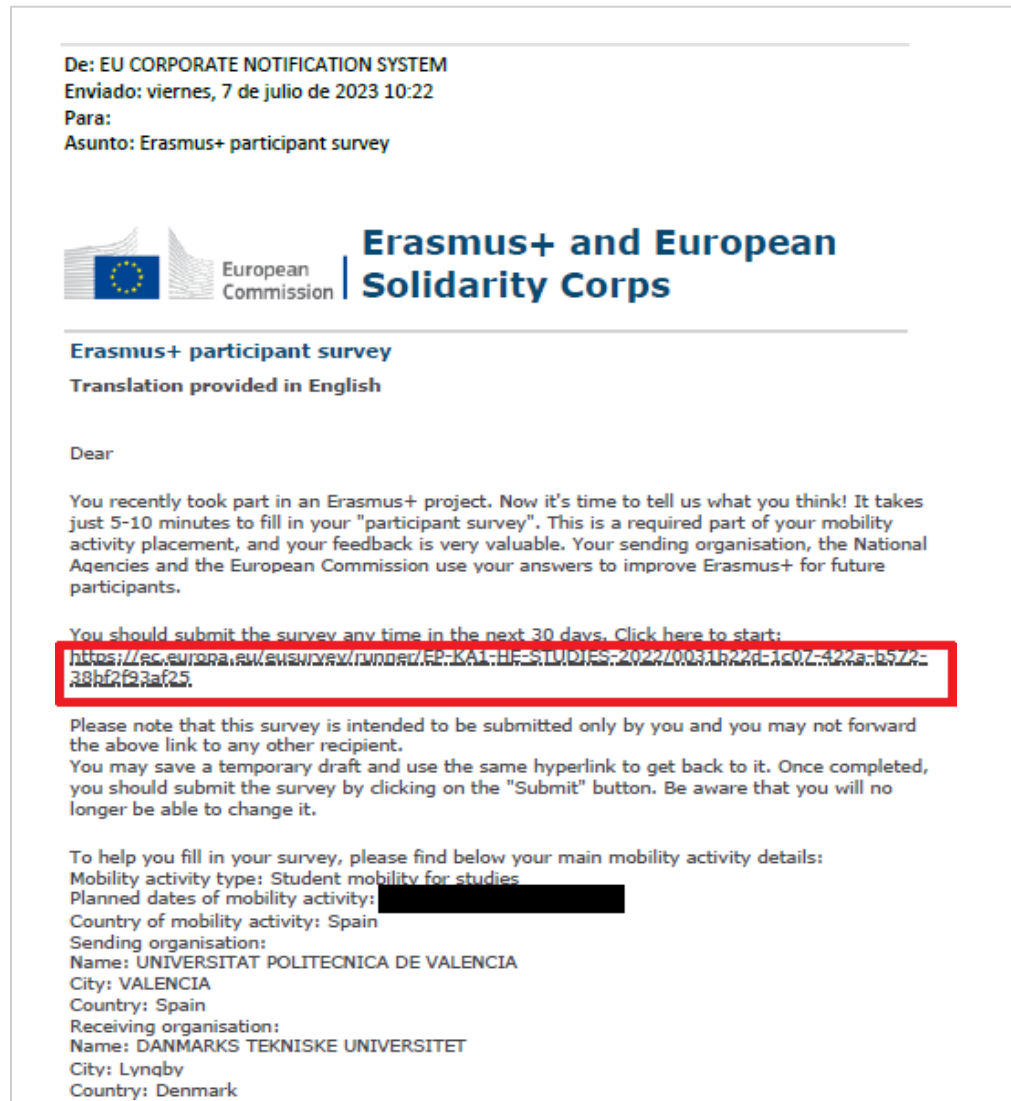 De: EU CORPORATE NOTIFICATION SYSTEM
Enviado: viernes, 7 de julio de 2023 10:22
Para:
Asunto: Erasmus+ participant survey
European
Commission
Erasmus+ and European
Solidarity Corps
Erasmus+ participant survey
Translation provided in English
Dear
You recently took part in an Erasmus+ project. Now it's time to tell us what you think! It takes
just 5-10 minutes to fill in your "participant survey". This is a required part of your mobility
activity placement, and your feedback is very valuable. Your sending organisation, the National
Agencies and the European Commission use your answers to improve Erasmus+ for future
participants.
You should submit the survey any time in the next 30 days. Click here to start:
https://ec.europa.eu/eusurvey/runner/EP-KA1-HE-STUDIES-2022/0031b22d-1c07-422a-b572-
38bf2f93af25
Please note that this survey is intended to be submitted only by you and you may not forward
the above link to any other recipient.
You may save a temporary draft and use the same hyperlink to get back to it. Once completed,
you should submit the survey by clicking on the "Submit" button. Be aware that you will no
longer be able to change it.
To help you fill in your survey, please find below your main mobility activity details:
Mobility activity type: Student mobility for studies
Planned dates of mobility activity:
Country of mobility activity: Spain
Sending organisation:
Name: UNIVERSITAT POLITECNICA DE VALENCIA
City: VALENCIA
Country: Spain
Receiving organisation:
Name: DANMARKS TEKNISKE UNIVERSITET
City: Lyngby
Country: Denmark